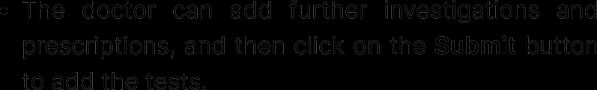 • The doctor can add further investigations and
prescriptions, and then click on the Submit button
to add the tests.